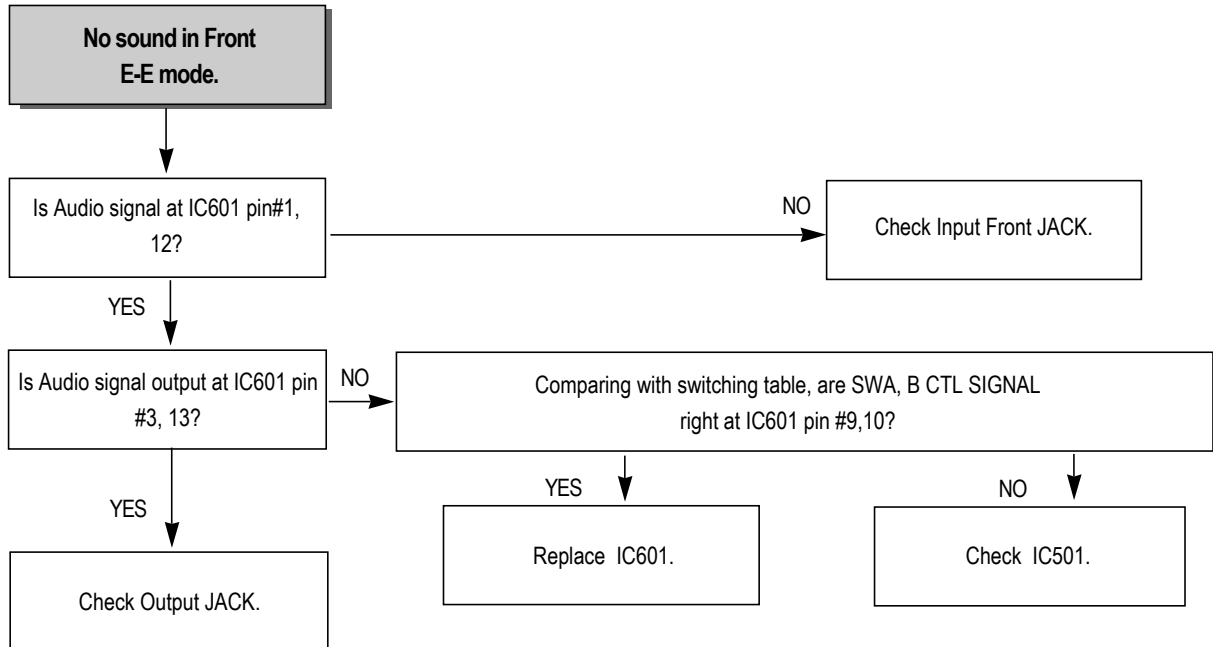 No sound in Front
E-E mode.
Is Audio signal at IC601 pin#1,
12?
NO
Check Input Front JACK.
YES
Is Audio signal output at IC601 pin
#3, 13?
NO
Comparing with switching table, are SWA, B CTL SIGNAL
right at IC601 pin #9,10?
YES
NO
YES
Replace IC601.
Check IC501.
Check Output JACK.